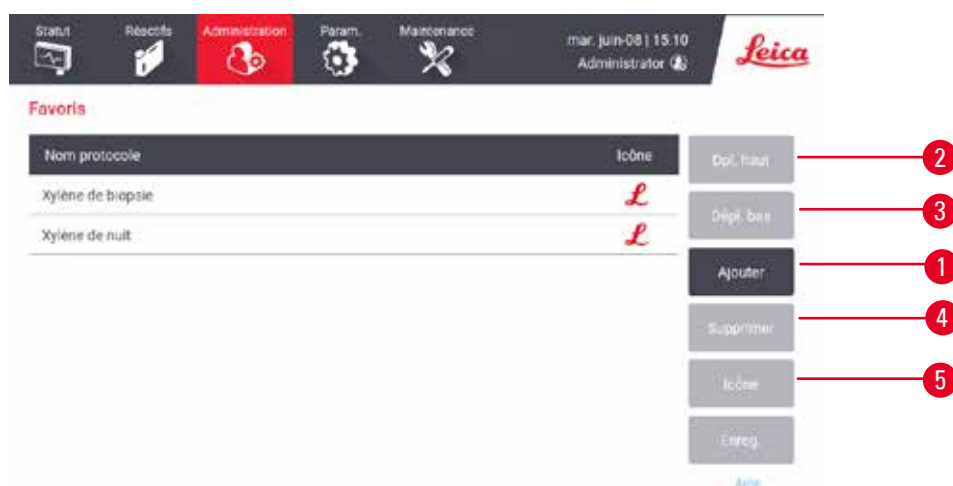 Statut
Réactifs
Administration
Param.
Maintenance
mar. juin-08 | 15:10
Administrator
Leica
Favoris
Nom protocole
Icône
Xylène de biopsie
L
Xylène de nuit
L
Dpl. haut
2
Dépl. bas
3
Ajouter
1
Supprimer
4
Icône
5
Enreg.
Aide